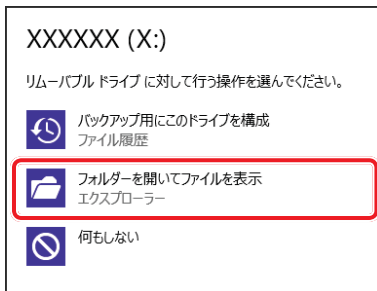 XXXXXX (X:)
リムーバブル ドライブ に対して行う操作を選んでください。
バックアップ用にこのドライブを構成
ファイル履歴
フォルダーを開いてファイルを表示
エクスプローラー
何もしない